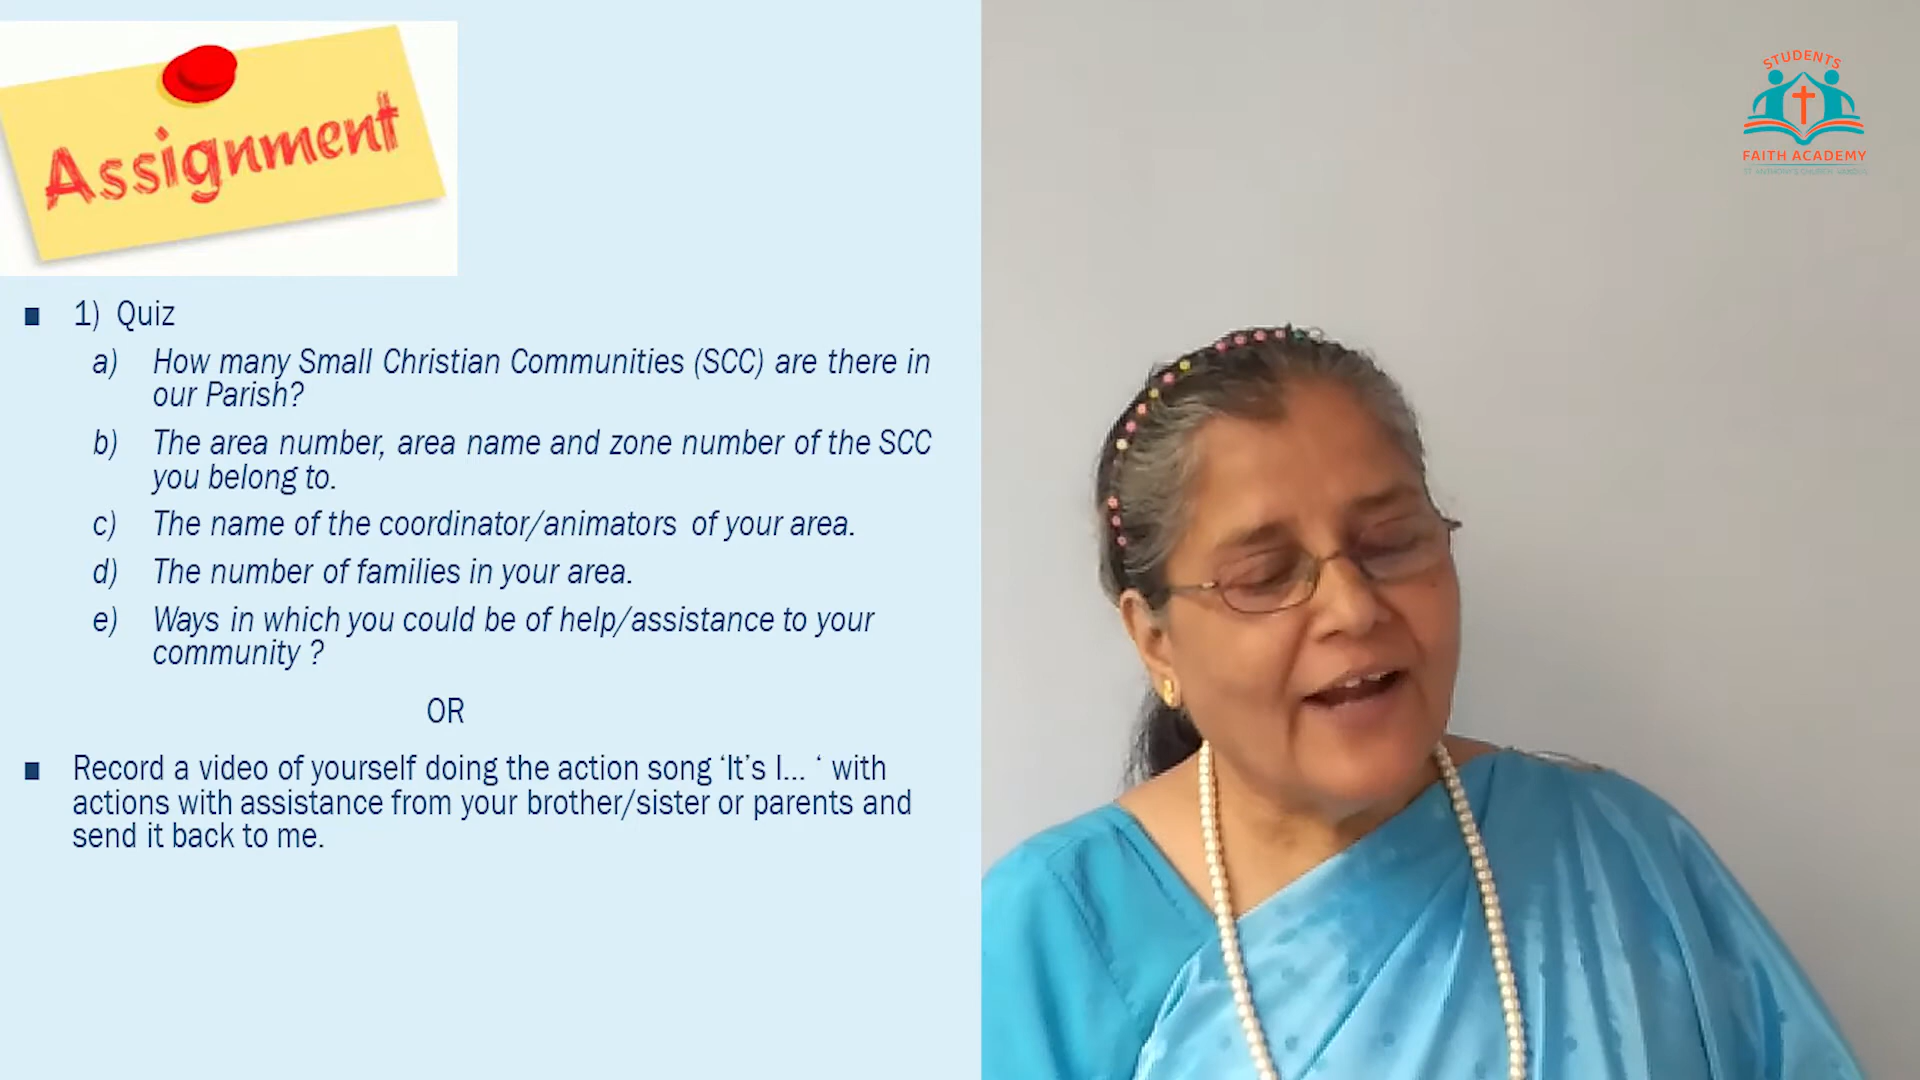 Assignment
1) Quiz
a) How many Small Christian Communities (SCC) are there in
our Parish?
b) The area number, area name and zone number of the SCC
you belong to.
c) The name of the coordinator/animators of your area.
d) The number of families in your area.
e) Ways in which you could be of help/assistance to your
community ?
OR
Record a video of yourself doing the action song ‘It’s I... ‘ with
actions with assistance from your brother/sister or parents and
send it back to me.
STUDENTS
FAITH ACADEMY